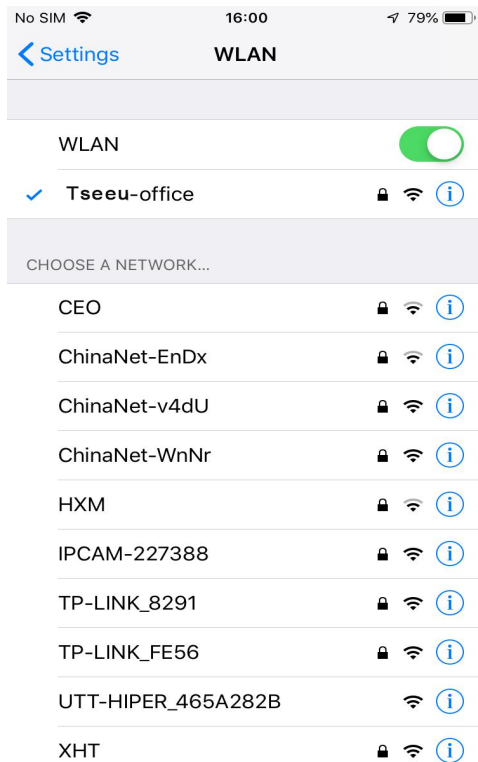 No SIM 16:00 79%
Settings WLAN
WLAN
Tseeu-office
CHOOSE A NETWORK...
CEO
ChinaNet-EnDx
ChinaNet-v4dU
ChinaNet-WnNr
HXM
IPCAM-227388
TP-LINK_8291
TP-LINK_FE56
UTT-HIPER_465A282B
XHT